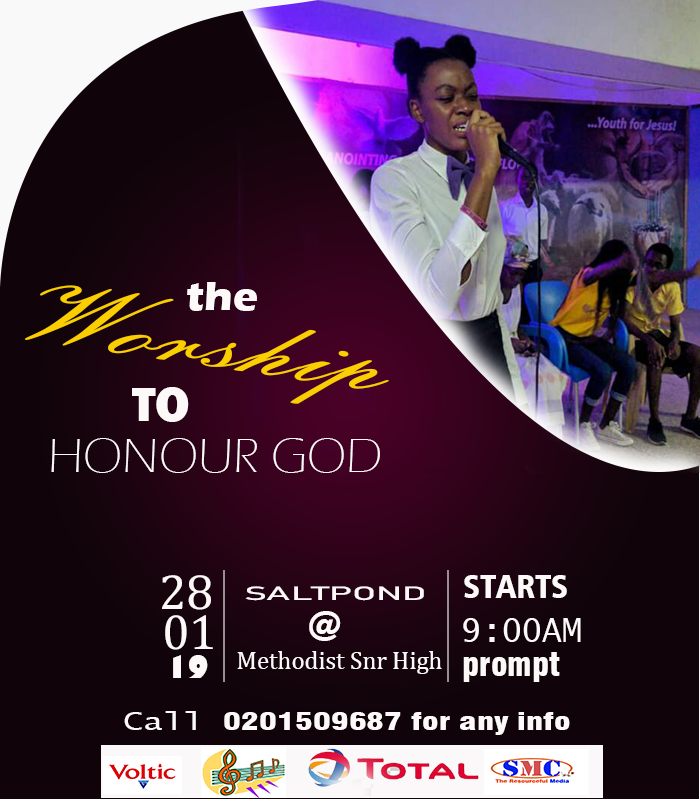 ...Youth for Jesus!
ANOINTING
the
Worship
TO
HONOUR GOD
28
01
19
SALTPOND
@
Methodist Snr High
STARTS
9:00AM
prompt
Call 0201509687 for any info
Voltic
TOTAL
SMC
The Resourceful Media